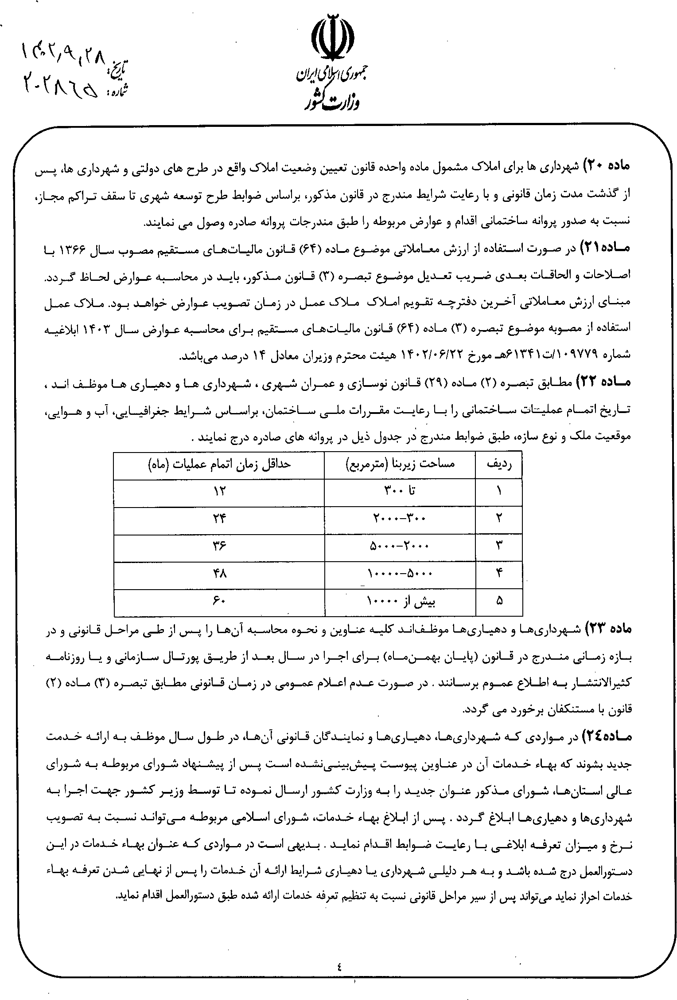 جمهوری اسلامی ایران
وزارت کشور
تاریخ: ۱۴۰۲٫۹٫۲۸
شماره: ۲۰۲۸۶۵
ماده ۲۰) شهرداری ها برای املاک مشمول ماده واحده قانون تعیین وضعیت املاک واقع در طرح های دولتی و شهرداری ها، پس
از گذشت مدت زمان قانونی و با رعایت شرایط مندرج در قانون مذکور، براساس ضوابط طرح توسعه شهری تا سقف تراکم مجاز،
نسبت به صدور پروانه ساختمانی اقدام و عوارض مربوطه را طبق مندرجات پروانه صادره وصول می نمایند.
ماده۲۱) در صورت استفاده از ارزش معاملاتی موضوع ماده (۶۴) قانون مالیات‌های مستقیم مصوب سال ۱۳۶۶ با
اصلاحات و الحاقات بعدی ضریب تعدیل موضوع تبصره (۳) قانون مذکور، باید در محاسبه عوارض لحاظ گردد.
مبنای ارزش معاملاتی آخرین دفترچه تقویم املاک ملاک عمل در زمان تصویب عوارض خواهد بود. ملاک عمل
استفاده از مصوبه موضوع تبصره (۳) ماده (۶۴) قانون مالیات‌های مستقیم برای محاسبه عوارض سال ۱۴۰۳ ابلاغیه
شماره ۱۰۹۷۷۹/ت۶۱۳۴۱هـ مورخ ۱۴۰۲/۰۶/۲۲ هیئت محترم وزیران معادل ۱۴ درصد می‌باشد.
ماده ۲۲) مطابق تبصره (۲) ماده (۲۹) قانون نوسازی و عمران شهری ، شهرداری ها و دهیاری ها موظف اند ،
تاریخ اتمام عملیات ساختمانی را با رعایت مقررات ملی ساختمان، براساس شرایط جغرافیایی، آب و هوایی،
موقعیت ملک و نوع سازه، طبق ضوابط مندرج در جدول ذیل در پروانه های صادره درج نمایند .
ردیف مساحت زیربنا (مترمربع) حداقل زمان اتمام عملیات (ماه)
۱ تا ۳۰۰ ۱۲
۲ ۳۰۰-۲۰۰۰ ۲۴
۳ ۲۰۰۰-۵۰۰۰ ۳۶
۴ ۵۰۰۰-۱۰۰۰۰ ۴۸
۵ بیش از ۱۰۰۰۰ ۶۰
ماده ۲۳) شهرداری‌ها و دهیاری‌ها موظف‌اند کلیه عناوین و نحوه محاسبه آن‌ها را پس از طی مراحل قانونی و در
بازه زمانی مندرج در قانون (پایان بهمن‌ماه) برای اجرا در سال بعد از طریق پورتال سازمانی و یا روزنامه
کثیرالانتشار به اطلاع عموم برسانند . در صورت عدم اعلام عمومی در زمان قانونی مطابق تبصره (۳) ماده (۲)
قانون با مستنکفان برخورد می گردد.
ماده۲٤) در مواردی که شهرداری‌ها، دهیاری‌ها و نمایندگان قانونی آن‌ها، در طول سال موظف به ارائه خدمت
جدید بشوند که بهاء خدمات آن در عناوین پیوست پیش‌بینی‌نشده است پس از پیشنهاد شورای مربوطه به شورای
عالی استان‌ها، شورای مذکور عنوان جدید را به وزارت کشور ارسال نموده تا توسط وزیر کشور جهت اجرا به
شهرداری‌ها و دهیاری‌ها ابلاغ گردد . پس از ابلاغ بهاء خدمات، شورای اسلامی مربوطه می‌تواند نسبت به تصویب
نرخ و میزان تعرفه ابلاغی با رعایت ضوابط اقدام نماید . بدیهی است در مواردی که عنوان بهاء خدمات در این
دستورالعمل درج شده باشد و به هر دلیلی شهرداری یا دهیاری شرایط ارائه آن خدمات را پس از نهایی شدن تعرفه بهاء
خدمات احراز نماید می‌تواند پس از سیر مراحل قانونی نسبت به تنظیم تعرفه خدمات ارائه شده طبق دستورالعمل اقدام نماید.
٤